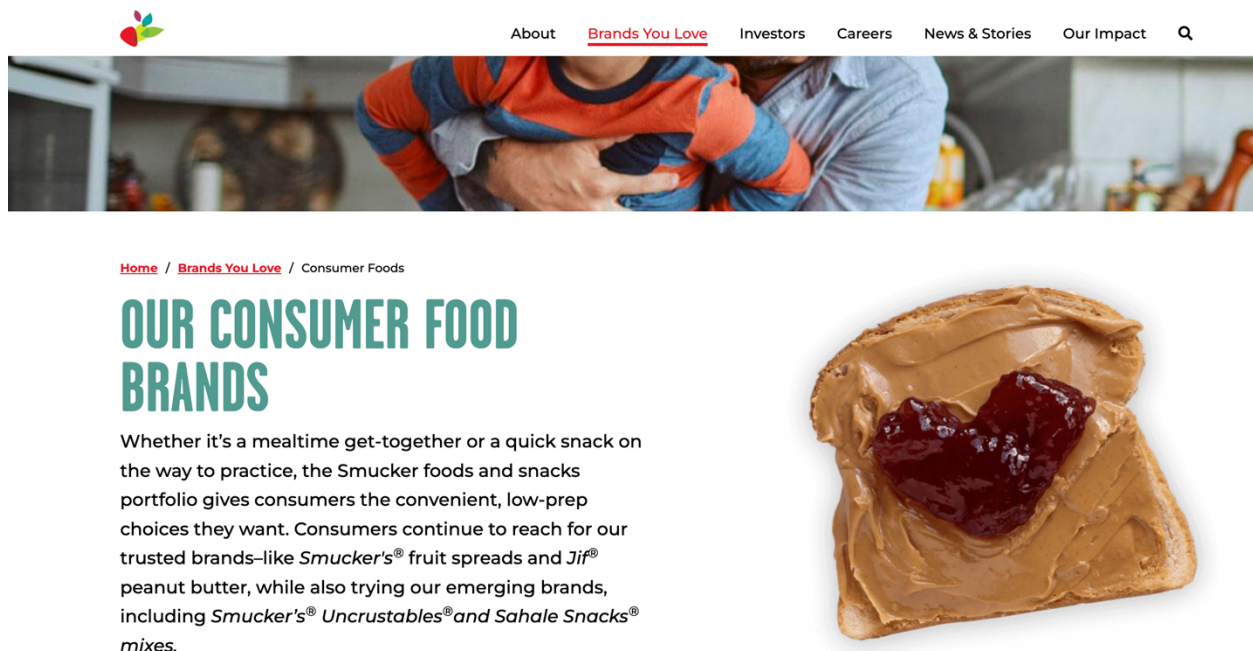 About Brands You Love Investors Careers News & Stories Our Impact
Home / Brands You Love / Consumer Foods
OUR CONSUMER FOOD
BRANDS
Whether it’s a mealtime get-together or a quick snack on
the way to practice, the Smucker foods and snacks
portfolio gives consumers the convenient, low-prep
choices they want. Consumers continue to reach for our
trusted brands–like Smucker's® fruit spreads and Jif®
peanut butter, while also trying our emerging brands,
including Smucker’s® Uncrustables®and Sahale Snacks®
mixes.